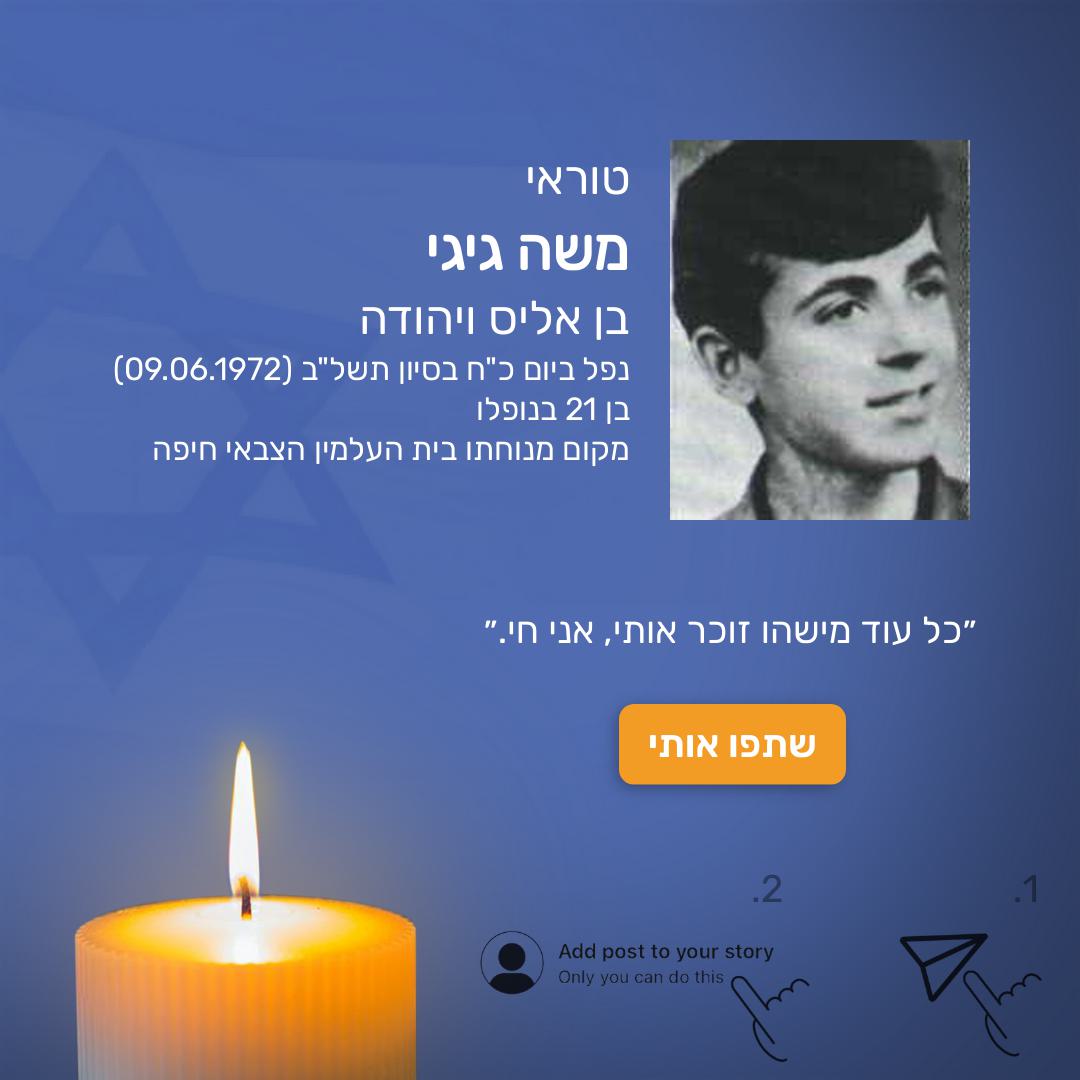 טוראי
משה גיגי
בן אליס ויהודה
נפל ביום כ"ח בסיון תשל"ב (09.06.1972)
בן 21 בנופלו
מקום מנוחתו בית העלמין הצבאי חיפה
״כל עוד מישהו זוכר אותי, אני חי.״
שתפו אותי
.1
.2
Add post to your story
Only you can do this